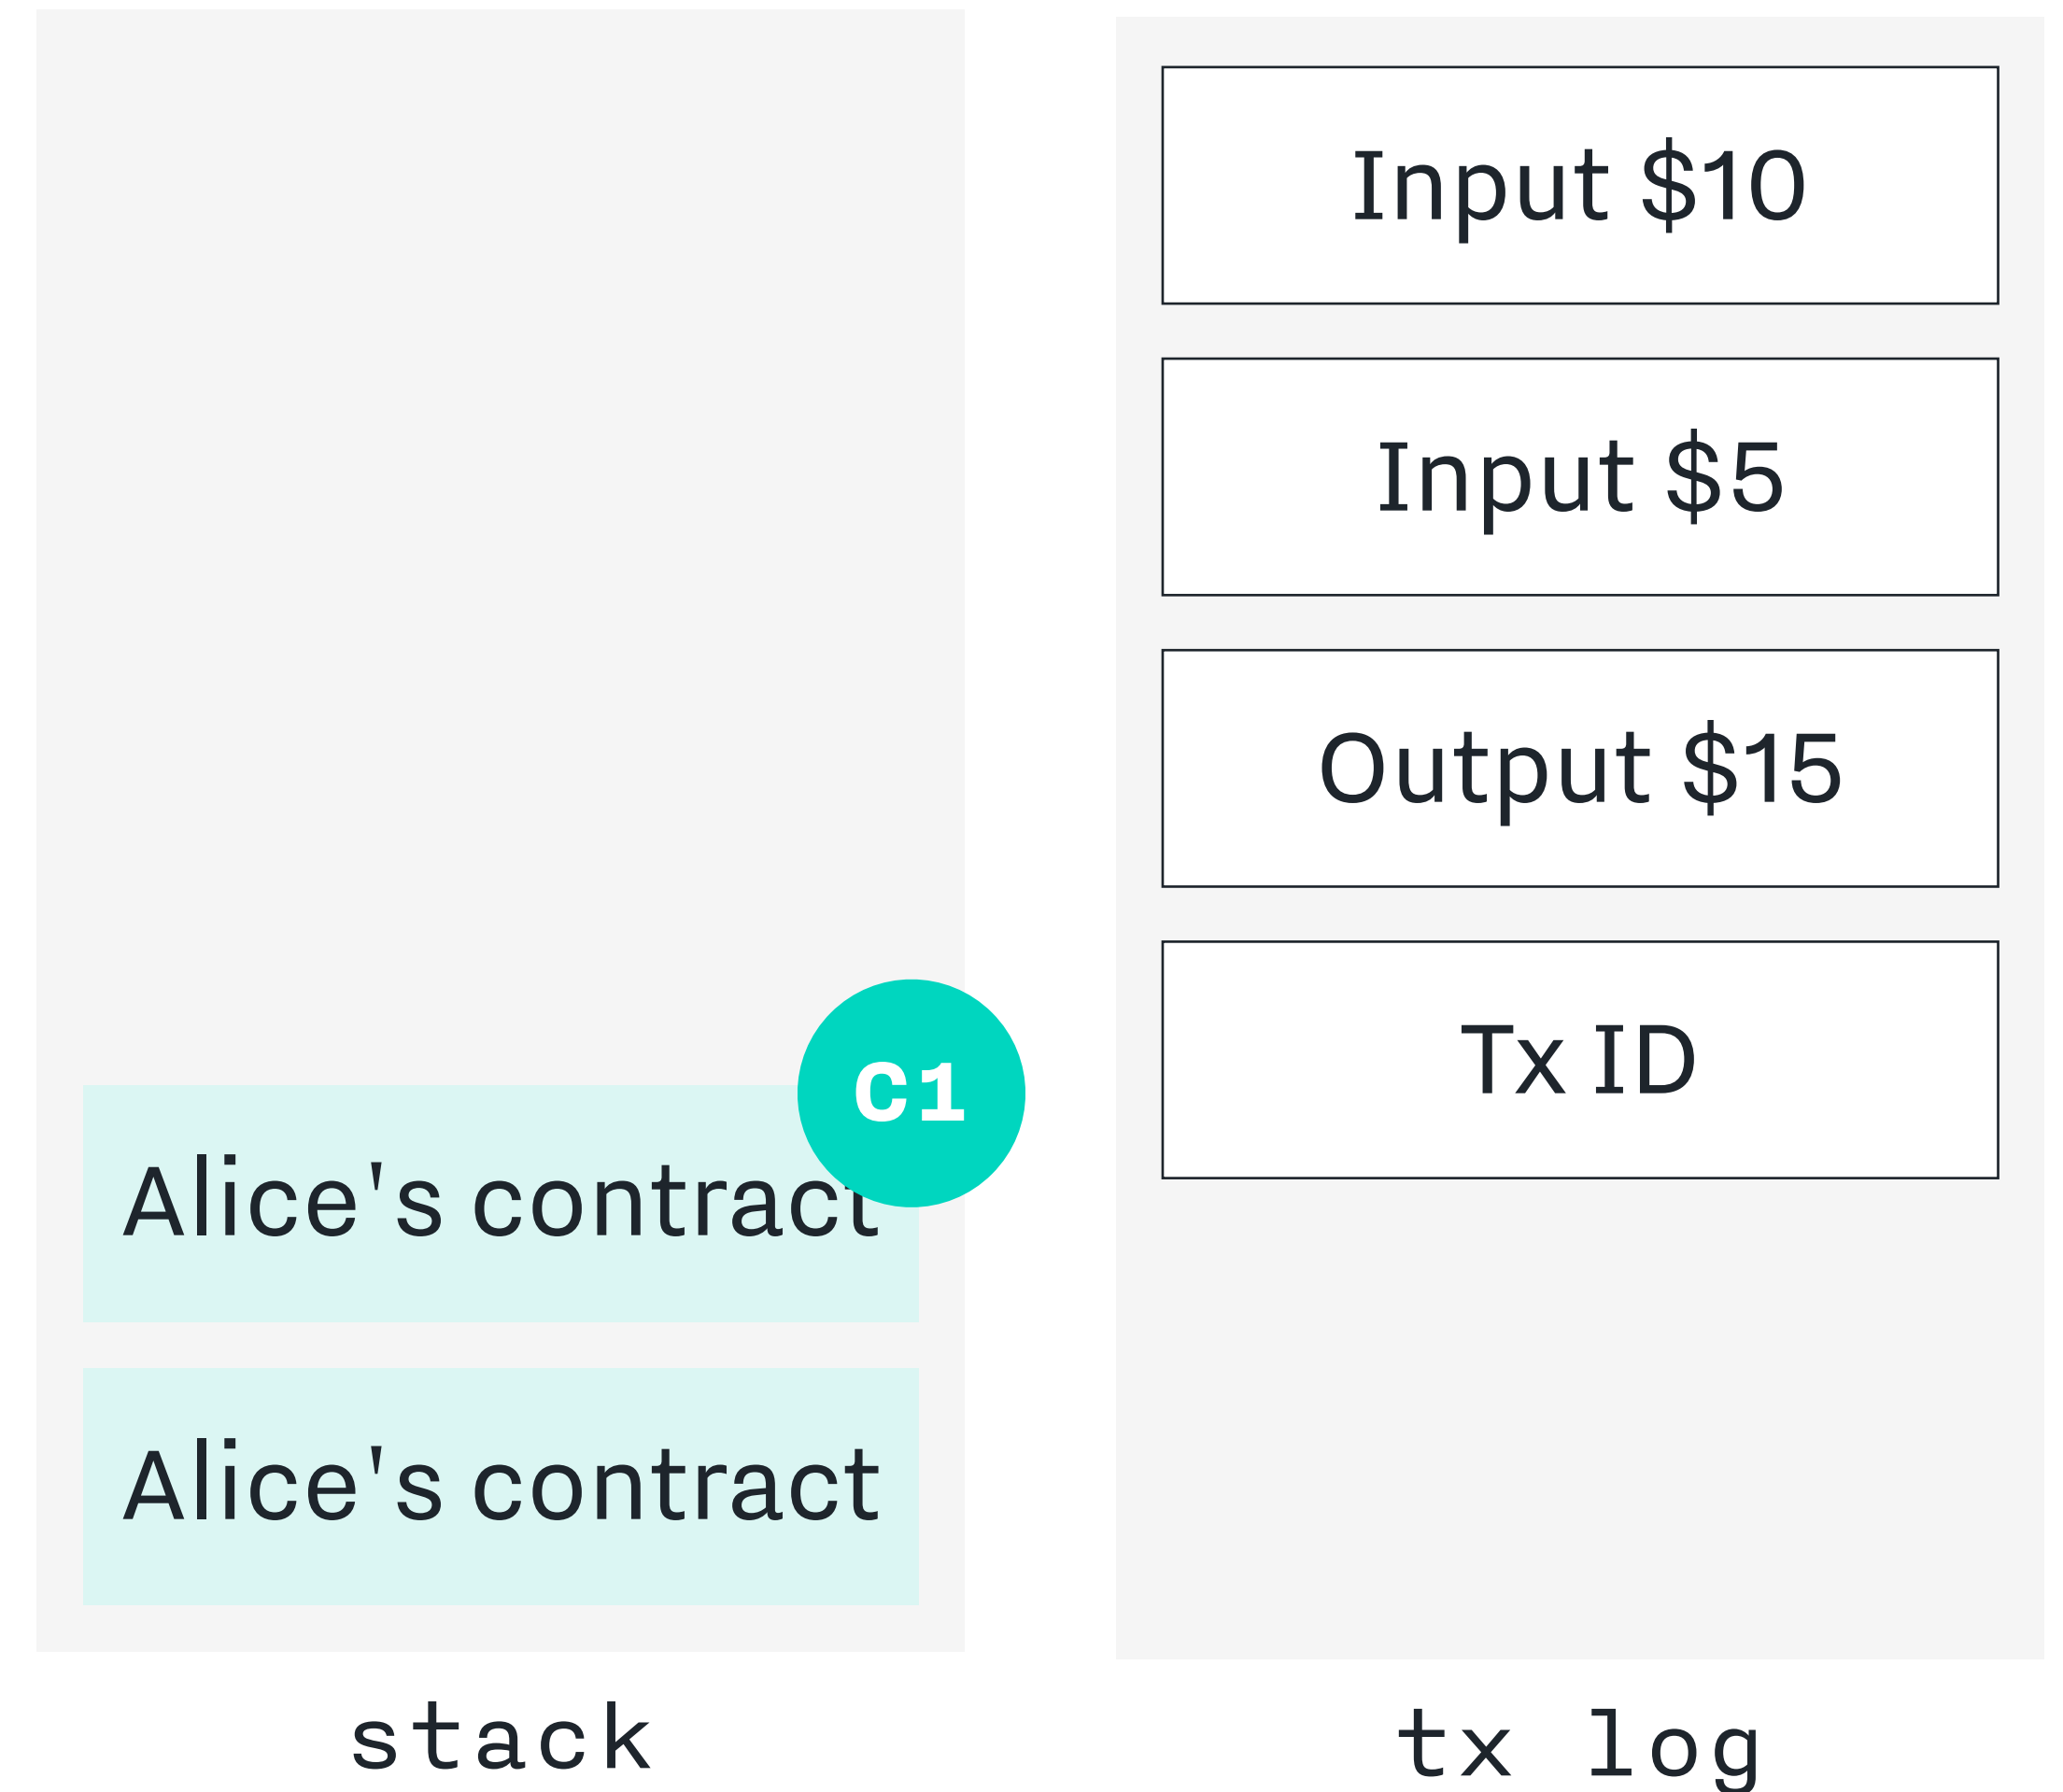 C1
Alice's contract
Alice's contract
stack
Input $10
Input $5
Output $15
Tx ID
tx log